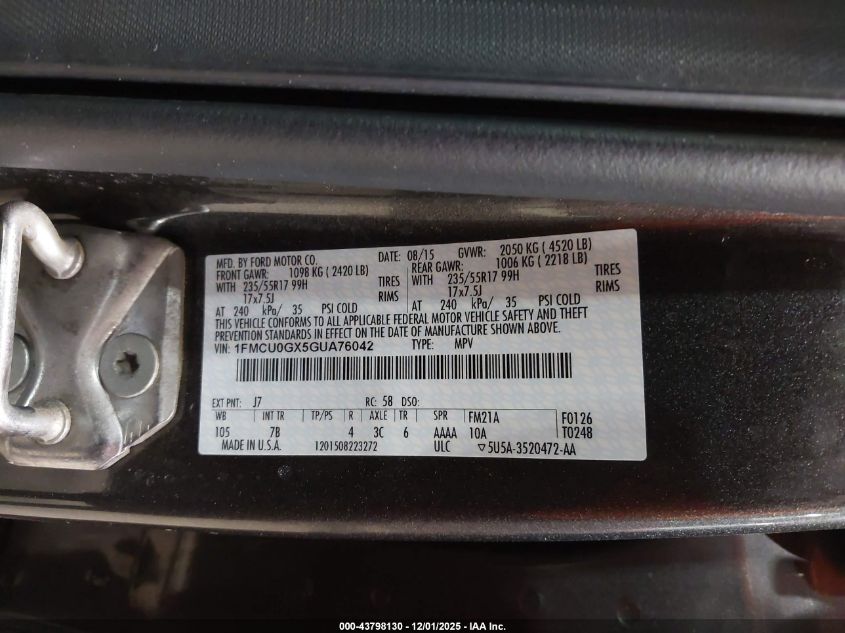 MFD. BY FORD MOTOR CO. 08/15 GVWR: 2050 KG ( 4520 LB)
FRONT GAWR: 1098 KG ( 2420 LB) REAR GAWR: 1006 KG ( 2218 LB)
WITH 235/55R17 99H TIRES WITH 235/55R17 99H TIRES
17x7.5J RIMS 17x7.5J RIMS
AT 240 kPa/ 35 PSI COLD AT 240 kPa/ 35 PSI COLD
THIS VEHICLE CONFORMS TO ALL APPLICABLE FEDERAL MOTOR VEHICLE SAFETY AND THEFT
PREVENTION STANDARDS IN EFFECT ON THE DATE OF MANUFACTURE SHOWN ABOVE.
VIN: 1FMCU0GX5GUA76042 TYPE: MPV
EXT PNT: J7 RC: 58 DSO:
WB INT TR TP/PS R AXLE TR SPR FM21A F0126
105 7B 4 3C 6 AAAA 10A T0248
MADE IN U.S.A. 1201508223272 ULC ▽5U5A-3520472-AA
000-43798130 - 12/01/2025 - IAA Inc.